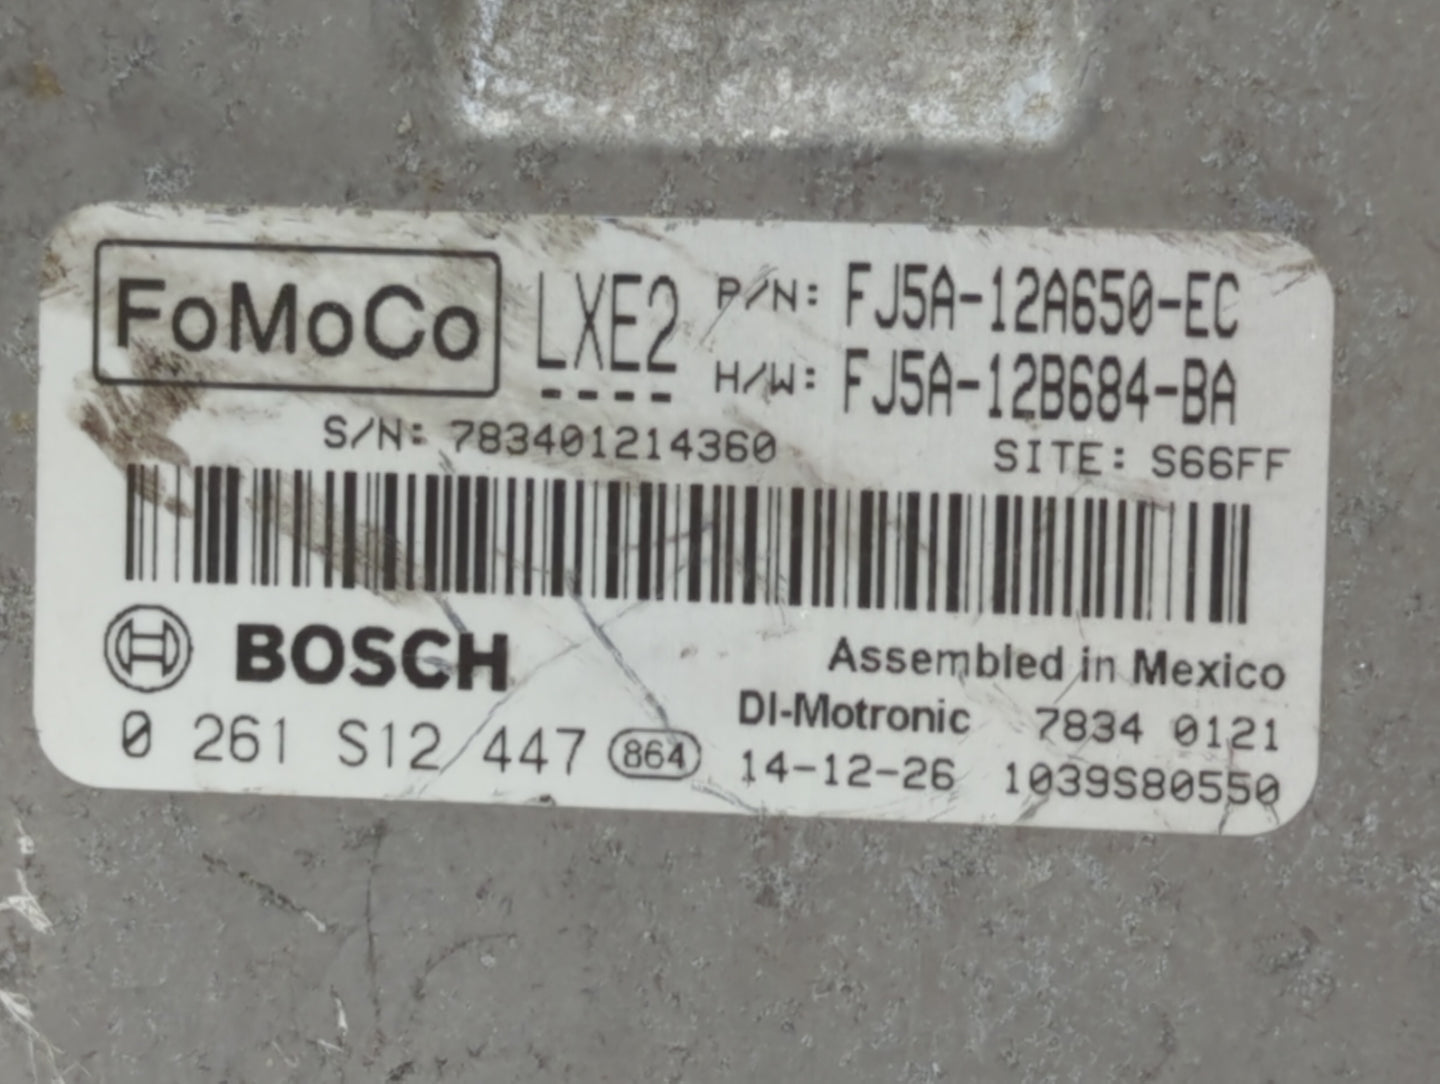 FoMoCo LXE2 P/N: FJ5A-12A650-EC
H/W: FJ5A-12B684-BA
S/N: 783401214360 SITE: S66FF
BOSCH Assembled in Mexico
DI-Motronic 7834 0121
0 261 S12 447 864 14-12-26 1039S80550